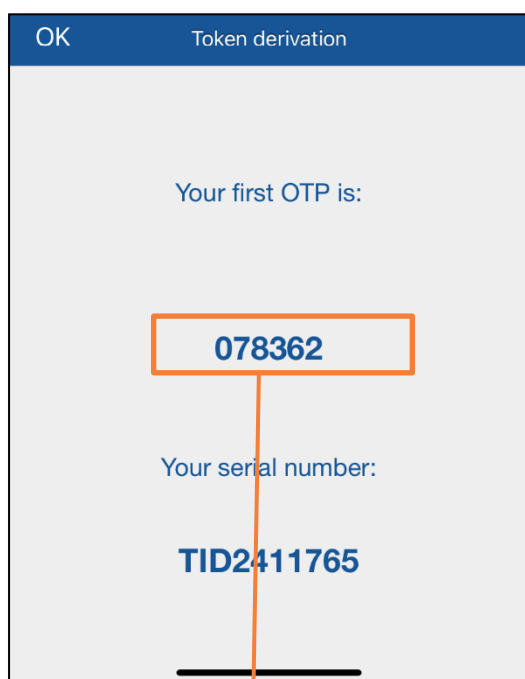 OK Token derivation
Your first OTP is:
078362
Your serial number:
TID2411765